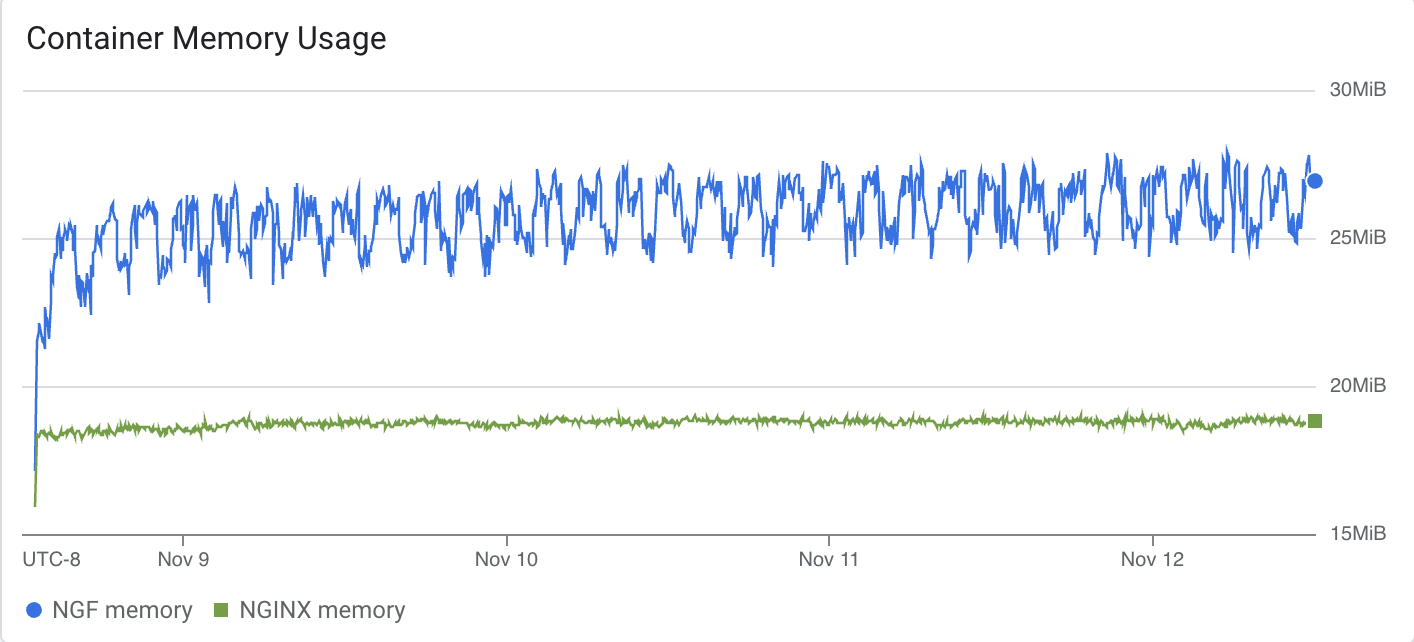 Container Memory Usage
30MiB
25MiB
20MiB
15MiB
UTC-8 Nov 9 Nov 10 Nov 11 Nov 12
NGF memory NGINX memory